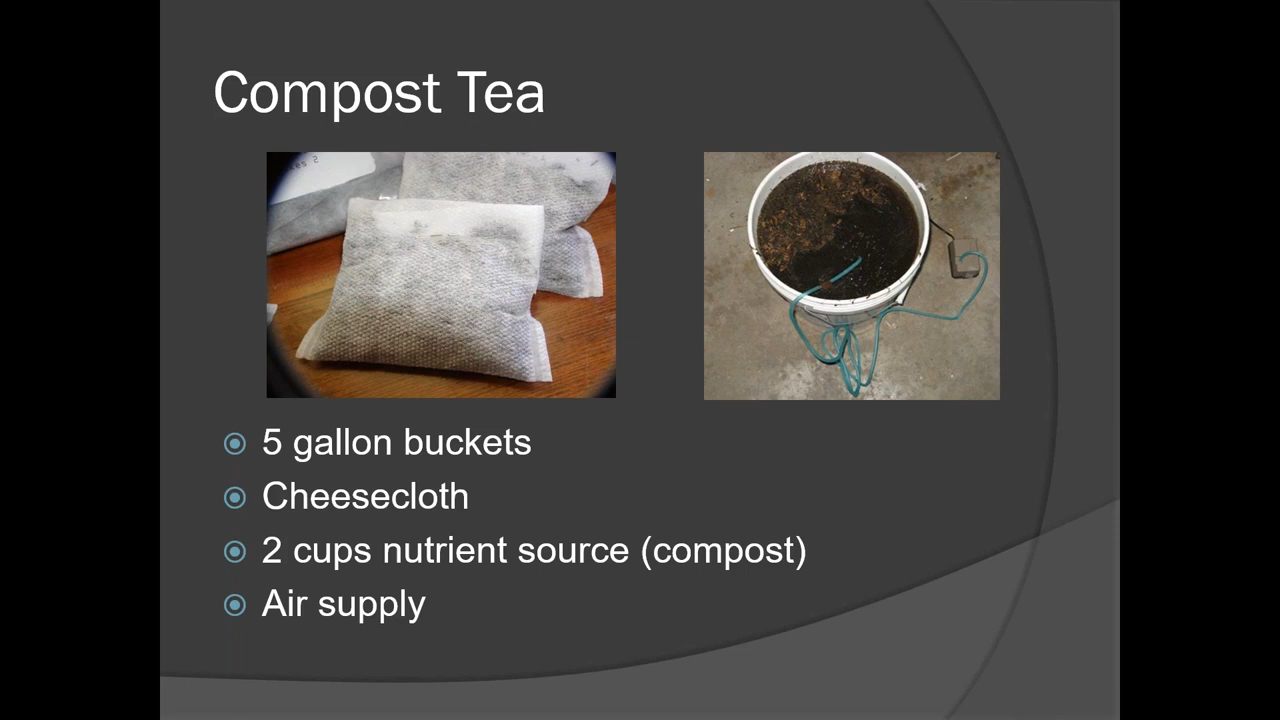 Compost Tea
5 gallon buckets
Cheesecloth
2 cups nutrient source (compost)
Air supply